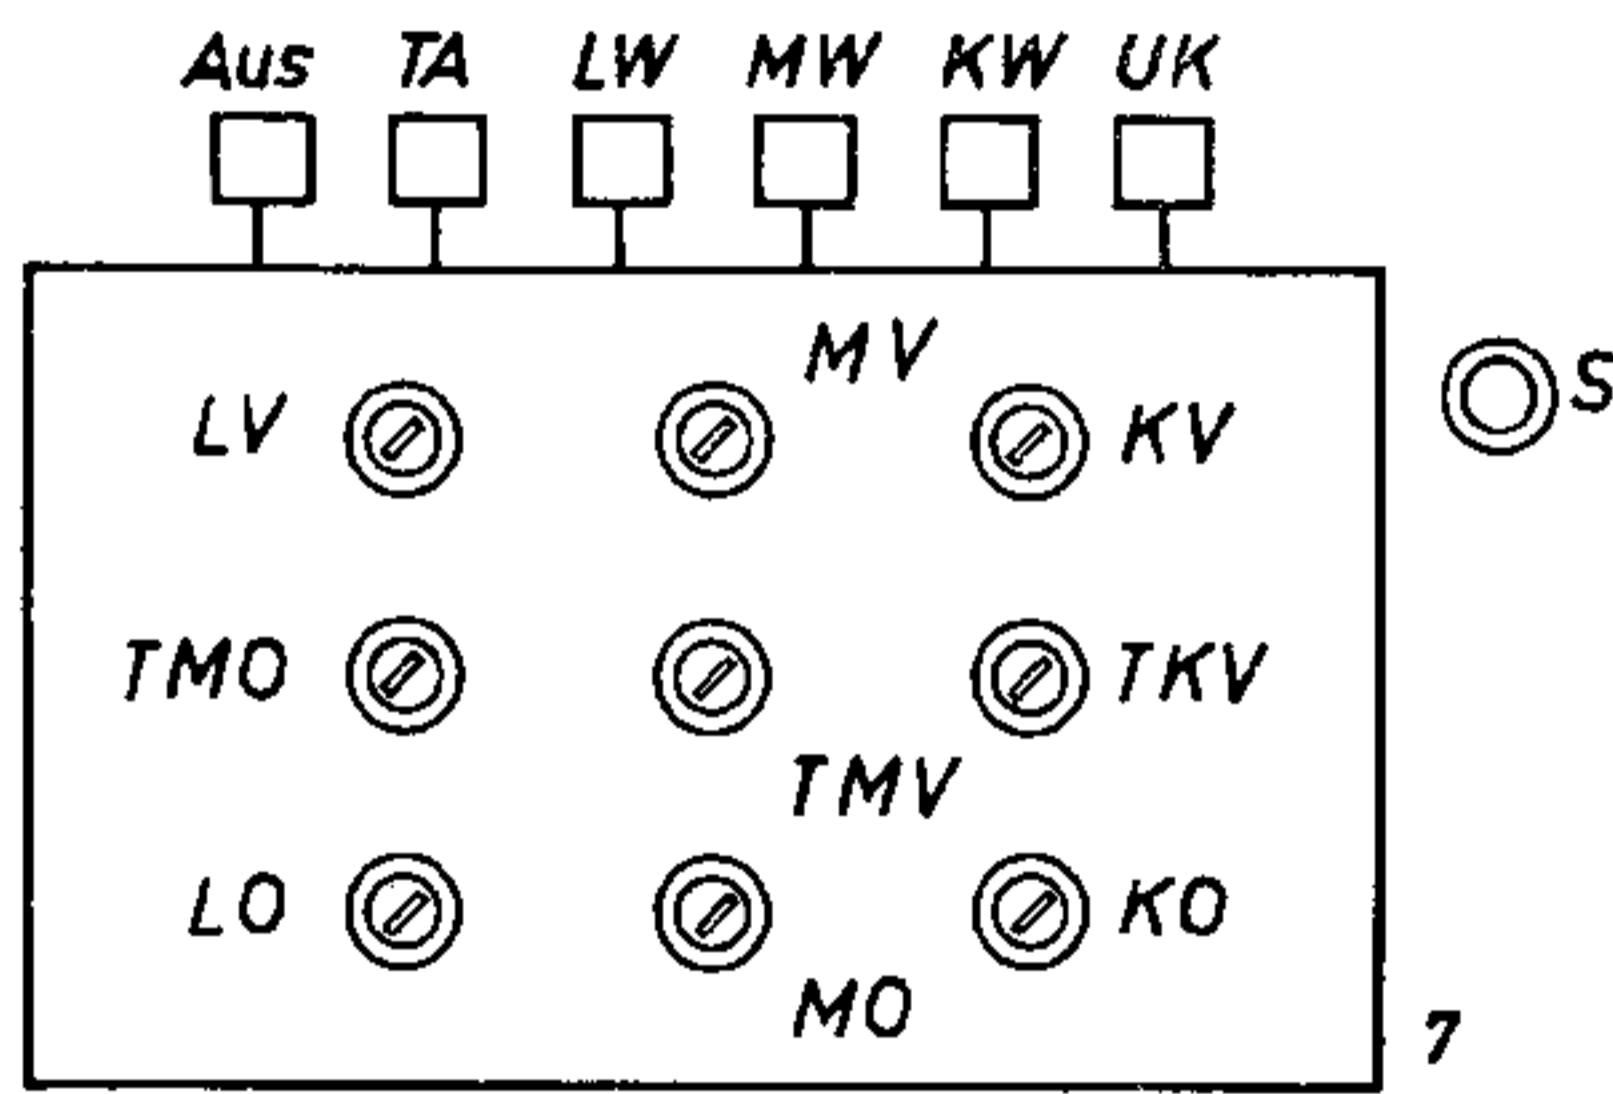 Aus TA LW MW KW UK
MV
LV KV S
TMO TKV
TMV
LO KO
MO
7